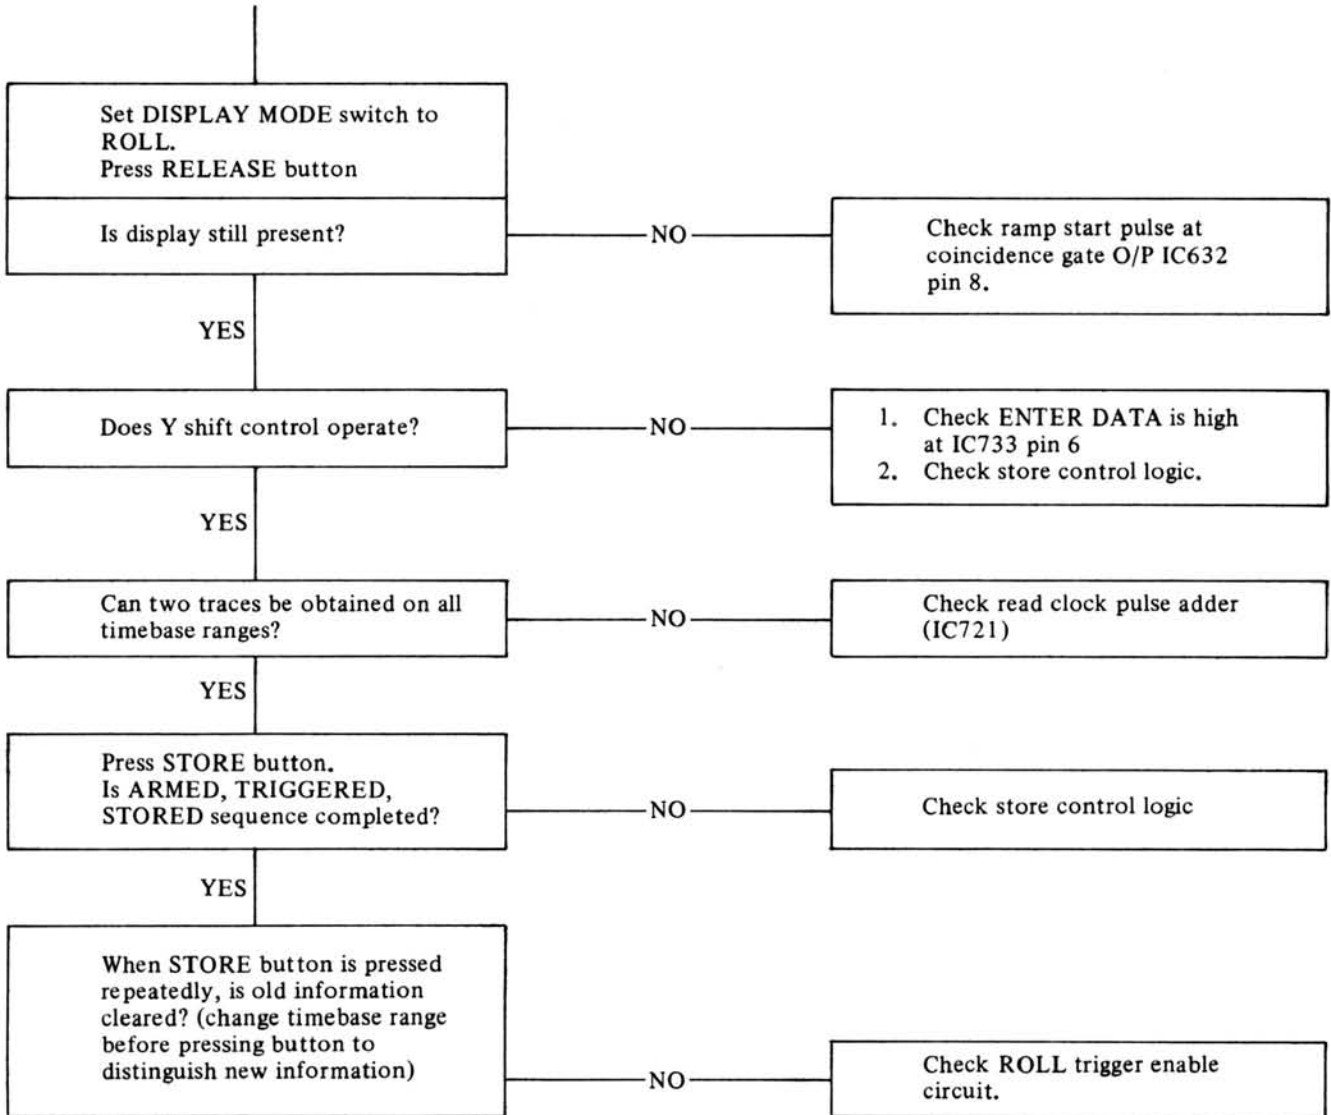 Set DISPLAY MODE switch to
ROLL.
Press RELEASE button
Is display still present?
NO
Check ramp start pulse at
coincidence gate O/P IC632
pin 8.
YES
Does Y shift control operate?
NO
1. Check ENTER DATA is high
at IC733 pin 6
2. Check store control logic.
YES
Can two traces be obtained on all
timebase ranges?
NO
Check read clock pulse adder
(IC721)
YES
Press STORE button.
Is ARMED, TRIGGERED,
STORED sequence completed?
NO
Check store control logic
YES
When STORE button is pressed
repeatedly, is old information
cleared? (change timebase range
before pressing button to
distinguish new information)
NO
Check ROLL trigger enable
circuit.